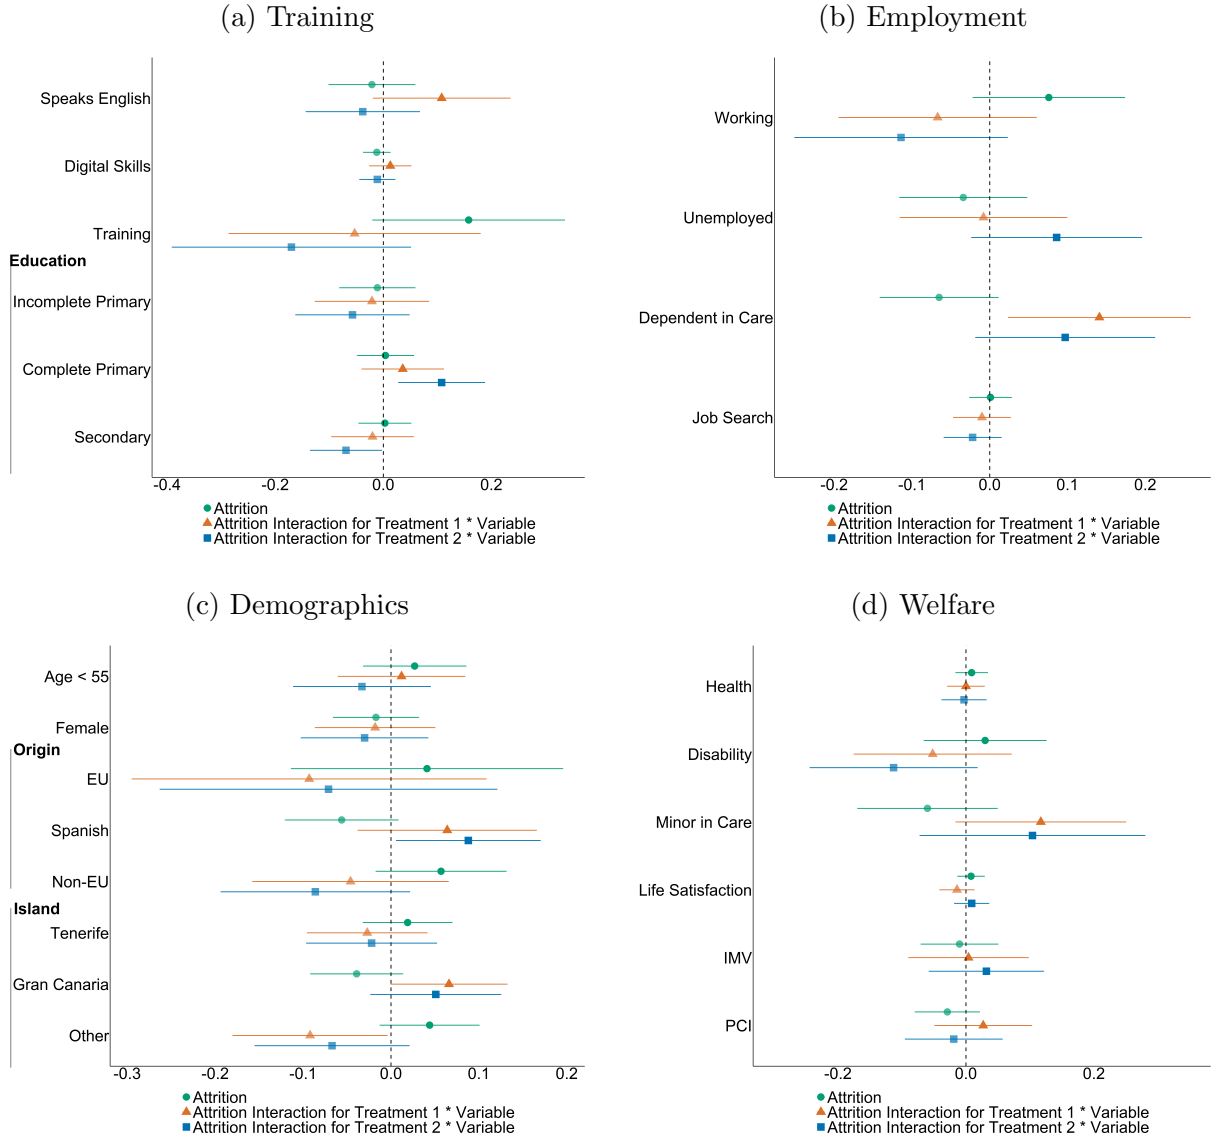 (a) Training
Speaks English
Digital Skills
Training
Education
Incomplete Primary
Complete Primary
Secondary
-0.4 -0.2 0.0 0.2
Attrition
Attrition Interaction for Treatment 1 * Variable
Attrition Interaction for Treatment 2 * Variable
(b) Employment
Working
Unemployed
Dependent in Care
Job Search
-0.2 -0.1 0.0 0.1 0.2
Attrition
Attrition Interaction for Treatment 1 * Variable
Attrition Interaction for Treatment 2 * Variable
(c) Demographics
Age < 55
Female
Origin
EU
Spanish
Non-EU
Island
Tenerife
Gran Canaria
Other
-0.3 -0.2 -0.1 0.0 0.1 0.2
Attrition
Attrition Interaction for Treatment 1 * Variable
Attrition Interaction for Treatment 2 * Variable
(d) Welfare
Health
Disability
Minor in Care
Life Satisfaction
IMV
PCI
-0.2 0.0 0.2
Attrition
Attrition Interaction for Treatment 1 * Variable
Attrition Interaction for Treatment 2 * Variable